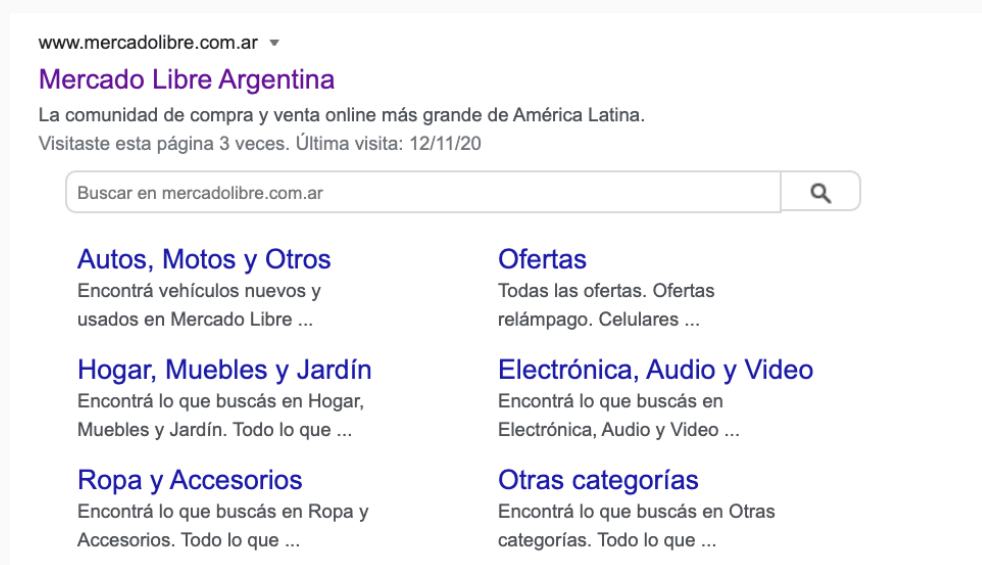 www.mercadolibre.com.ar
Mercado Libre Argentina
La comunidad de compra y venta online más grande de América Latina.
Visitaste esta página 3 veces. Última visita: 12/11/20
Buscar en mercadolibre.com.ar
Autos, Motos y Otros
Encontrá vehículos nuevos y
usados en Mercado Libre ...
Ofertas
Todas las ofertas. Ofertas
relámpago. Celulares ...
Hogar, Muebles y Jardín
Encontrá lo que buscás en Hogar,
Muebles y Jardín. Todo lo que ...
Electrónica, Audio y Video
Encontrá lo que buscás en
Electrónica, Audio y Video ...
Ropa y Accesorios
Encontrá lo que buscás en Ropa y
Accesorios. Todo lo que ...
Otras categorías
Encontrá lo que buscás en Otras
categorías. Todo lo que ...